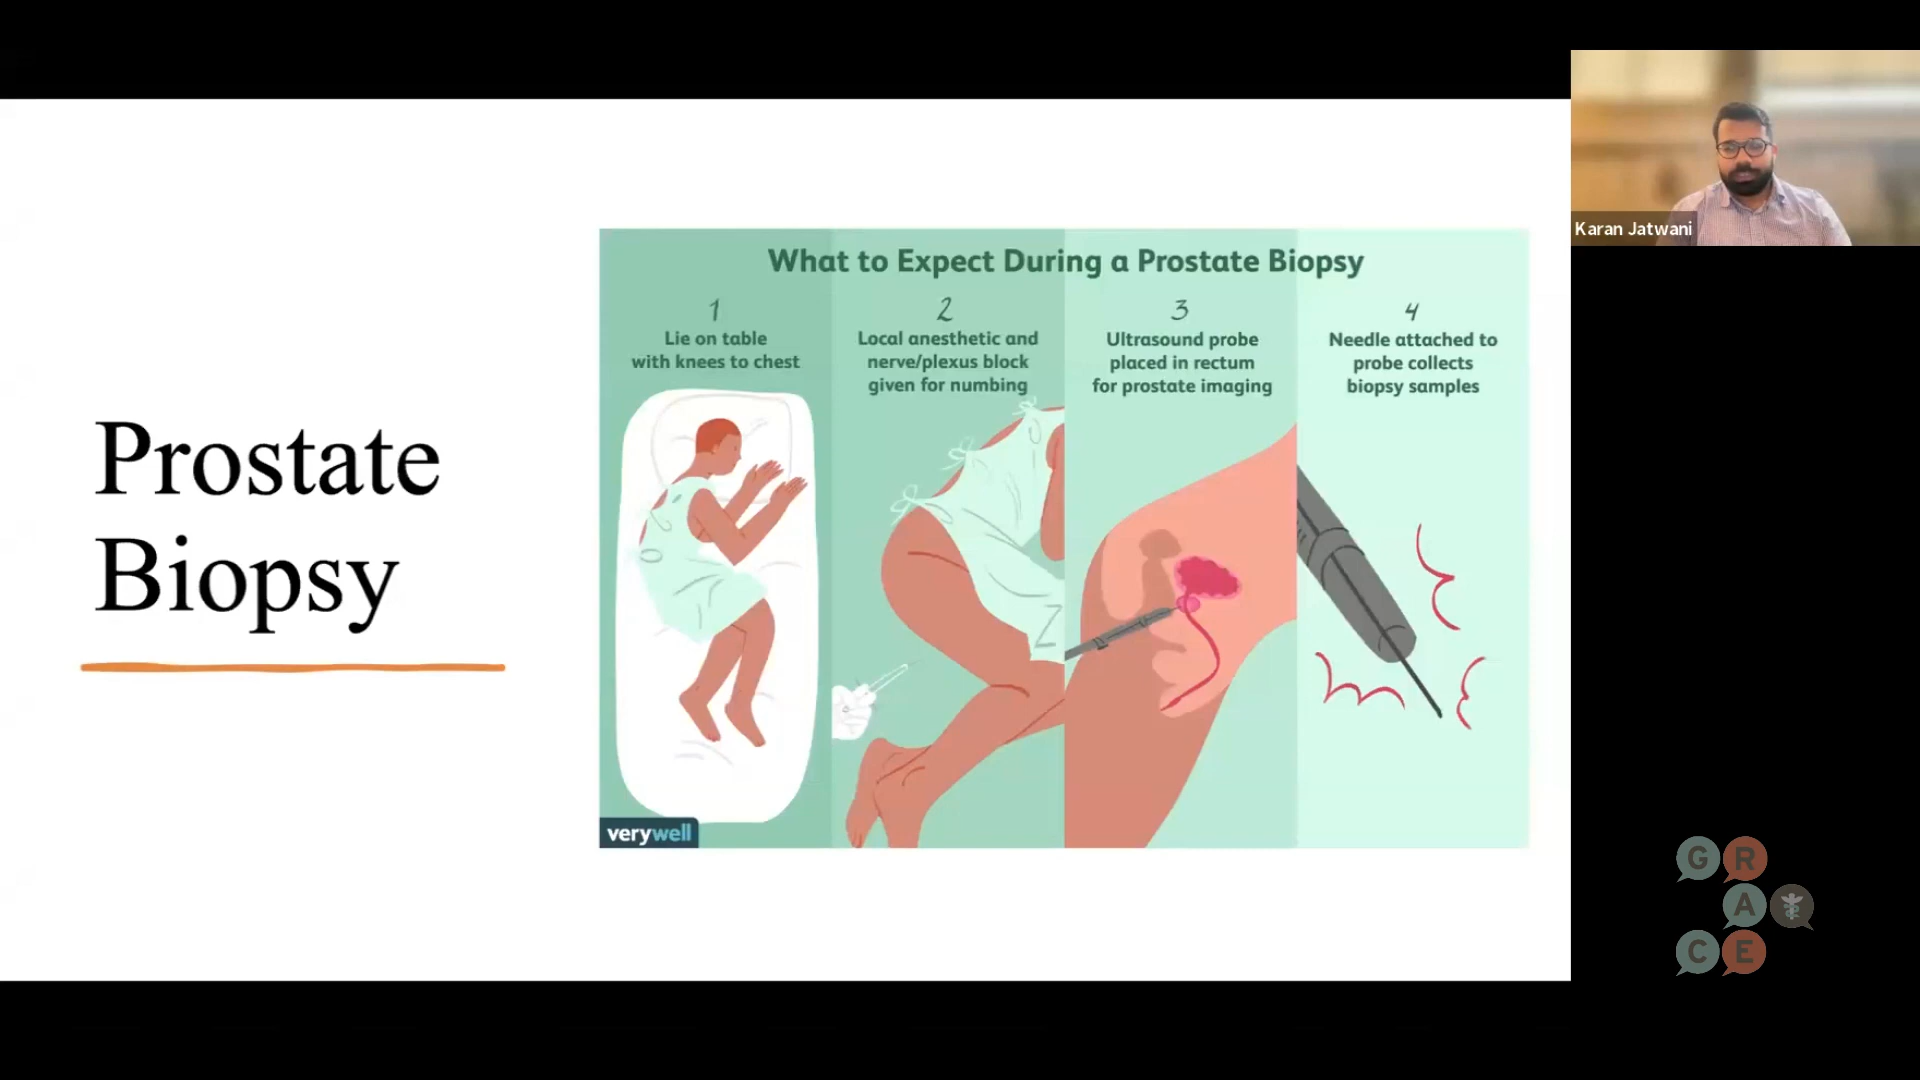 Prostate
Biopsy
What to Expect During a Prostate Biopsy
1
Lie on table
with knees to chest
2
Local anesthetic and
nerve/plexus block
given for numbing
3
Ultrasound probe
placed in rectum
for prostate imaging
4
Needle attached to
probe collects
biopsy samples
verywell
Karan Jatwani
G R
A
C E